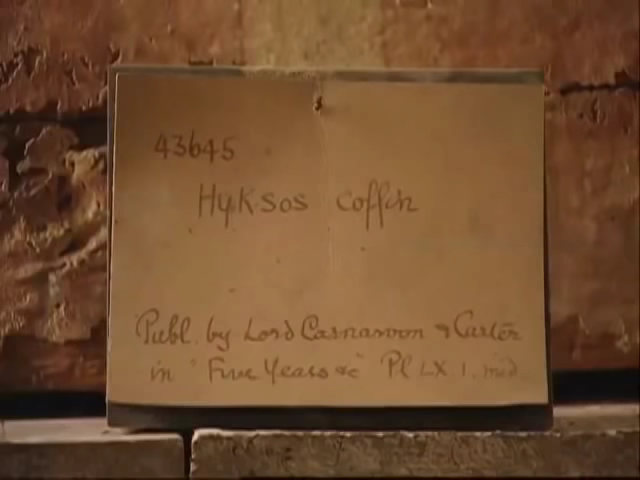 43645
Hyksos coffin
Publ. by Lord Carnarvon & Carter
in "Five Years &c" Pl LX 1. mid